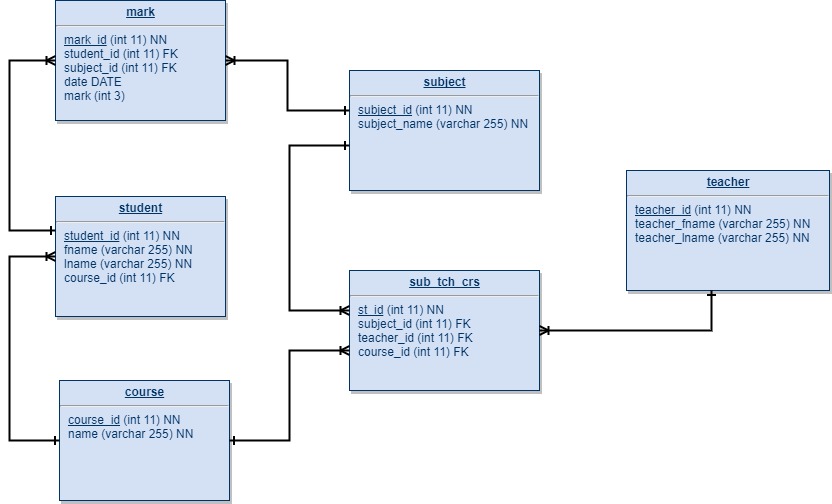 mark
mark_id (int 11) NN
student_id (int 11) FK
subject_id (int 11) FK
date DATE
mark (int 3)
subject
subject_id (int 11) NN
subject_name (varchar 255) NN
teacher
teacher_id (int 11) NN
teacher_fname (varchar 255) NN
teacher_lname (varchar 255) NN
student
student_id (int 11) NN
fname (varchar 255) NN
lname (varchar 255) NN
course_id (int 11) FK
sub_tch_crs
st_id (int 11) NN
subject_id (int 11) FK
teacher_id (int 11) FK
course_id (int 11) FK
course
course_id (int 11) NN
name (varchar 255) NN